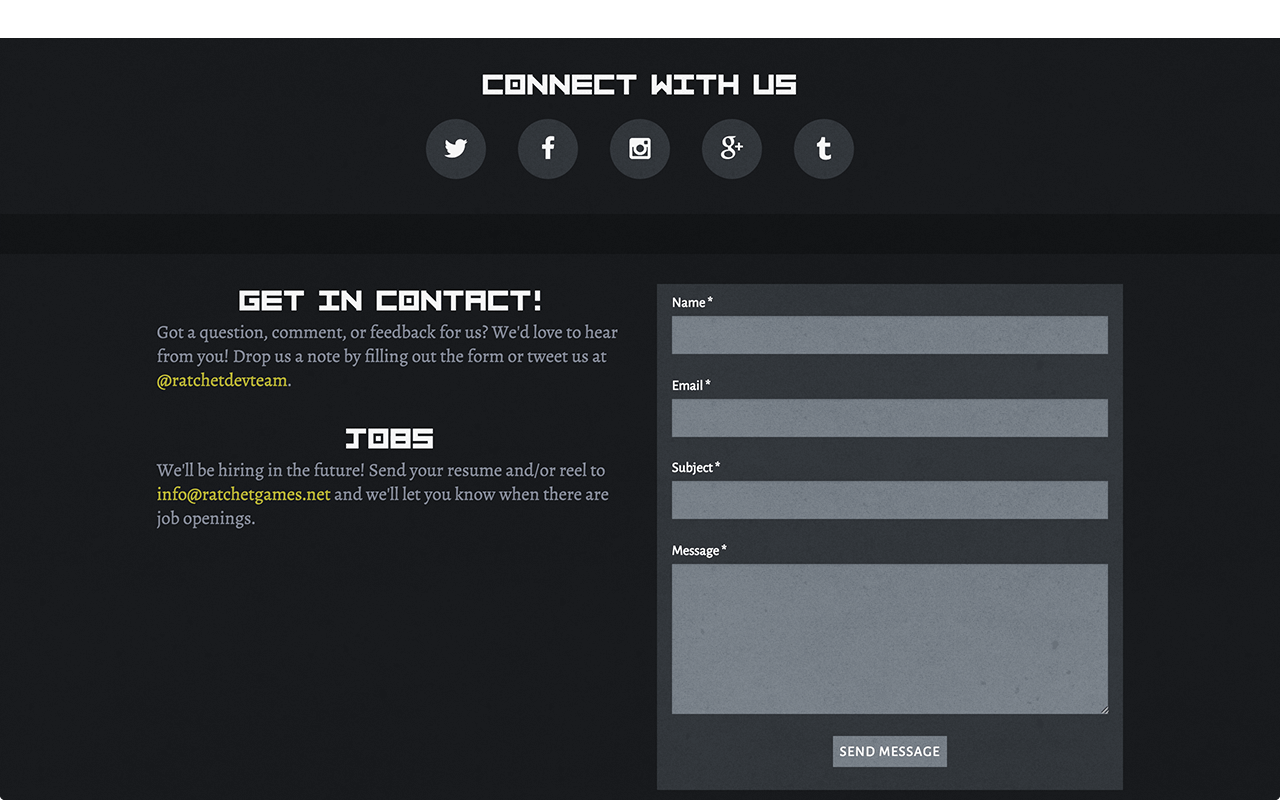 CONNECT WITH US
GET IN CONTACT!
Got a question, comment, or feedback for us? We'd love to hear
from you! Drop us a note by filling out the form or tweet us at
@ratchetdevteam.
JOBS
We'll be hiring in the future! Send your resume and/or reel to
info@ratchetgames.net and we'll let you know when there are
job openings.
Name *
Email *
Subject *
Message *
SEND MESSAGE